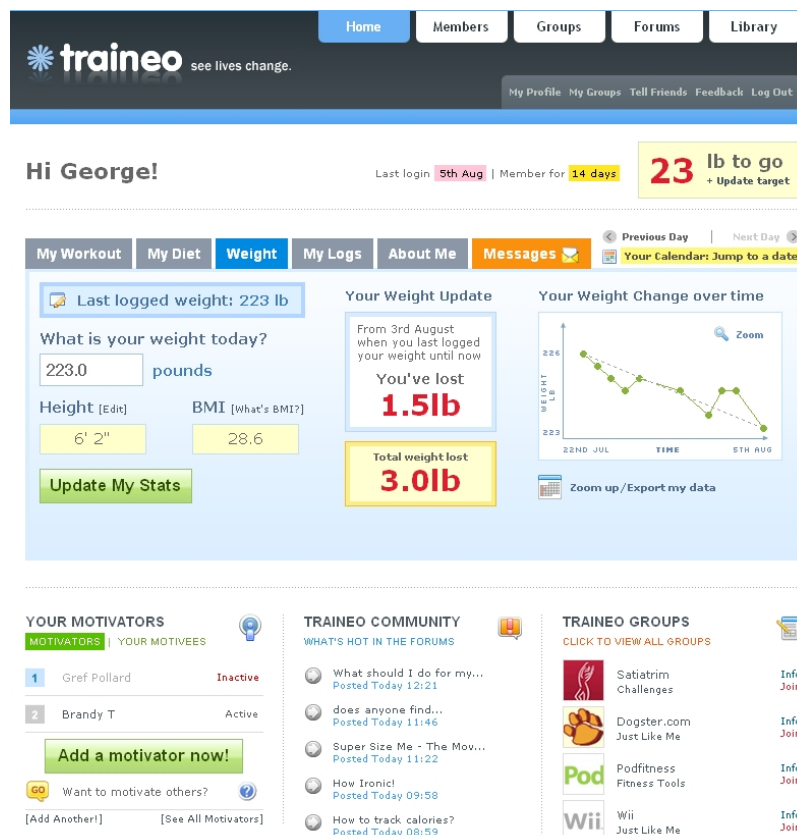 Home
Members
Groups
Forums
Library
traineo see lives change.
My Profile My Groups Tell Friends Feedback Log Out
Hi George!
Last login 5th Aug | Member for 14 days
23 lb to go
+ Update target
Previous Day | Next Day
Your Calendar: Jump to a date
My Workout
My Diet
Weight
My Logs
About Me
Messages
Last logged weight: 223 lb
What is your weight today?
223.0 pounds
Height [Edit]
BMI [What's BMI?]
6' 2"
28.6
Update My Stats
Your Weight Update
From 3rd August
when you last logged
your weight until now
You've lost
1.5lb
Total weight lost
3.0lb
Your Weight Change over time
Zoom
226
WEIGHT
LB
223
22ND JUL
TIME
5TH AUG
Zoom up/Export my data
YOUR MOTIVATORS
MOTIVATORS | YOUR MOTIVEES
1 Gref Pollard Inactive
2 Brandy T Active
Add a motivator now!
GO Want to motivate others? ?
[Add Another!] [See All Motivators]
TRAINEO COMMUNITY
WHAT'S HOT IN THE FORUMS
What should I do for my...
Posted Today 12:21
does anyone find...
Posted Today 11:46
Super Size Me - The Mov...
Posted Today 11:22
How Ironic!
Posted Today 09:58
How to track calories?
Posted Today 08:59
TRAINEO GROUPS
CLICK TO VIEW ALL GROUPS
Satiatrim Inf
Challenges Join
Dogster.com Inf
Just Like Me Join
Pod
Podfitness Inf
Fitness Tools Join
Wii
Wii Inf
Just Like Me Join